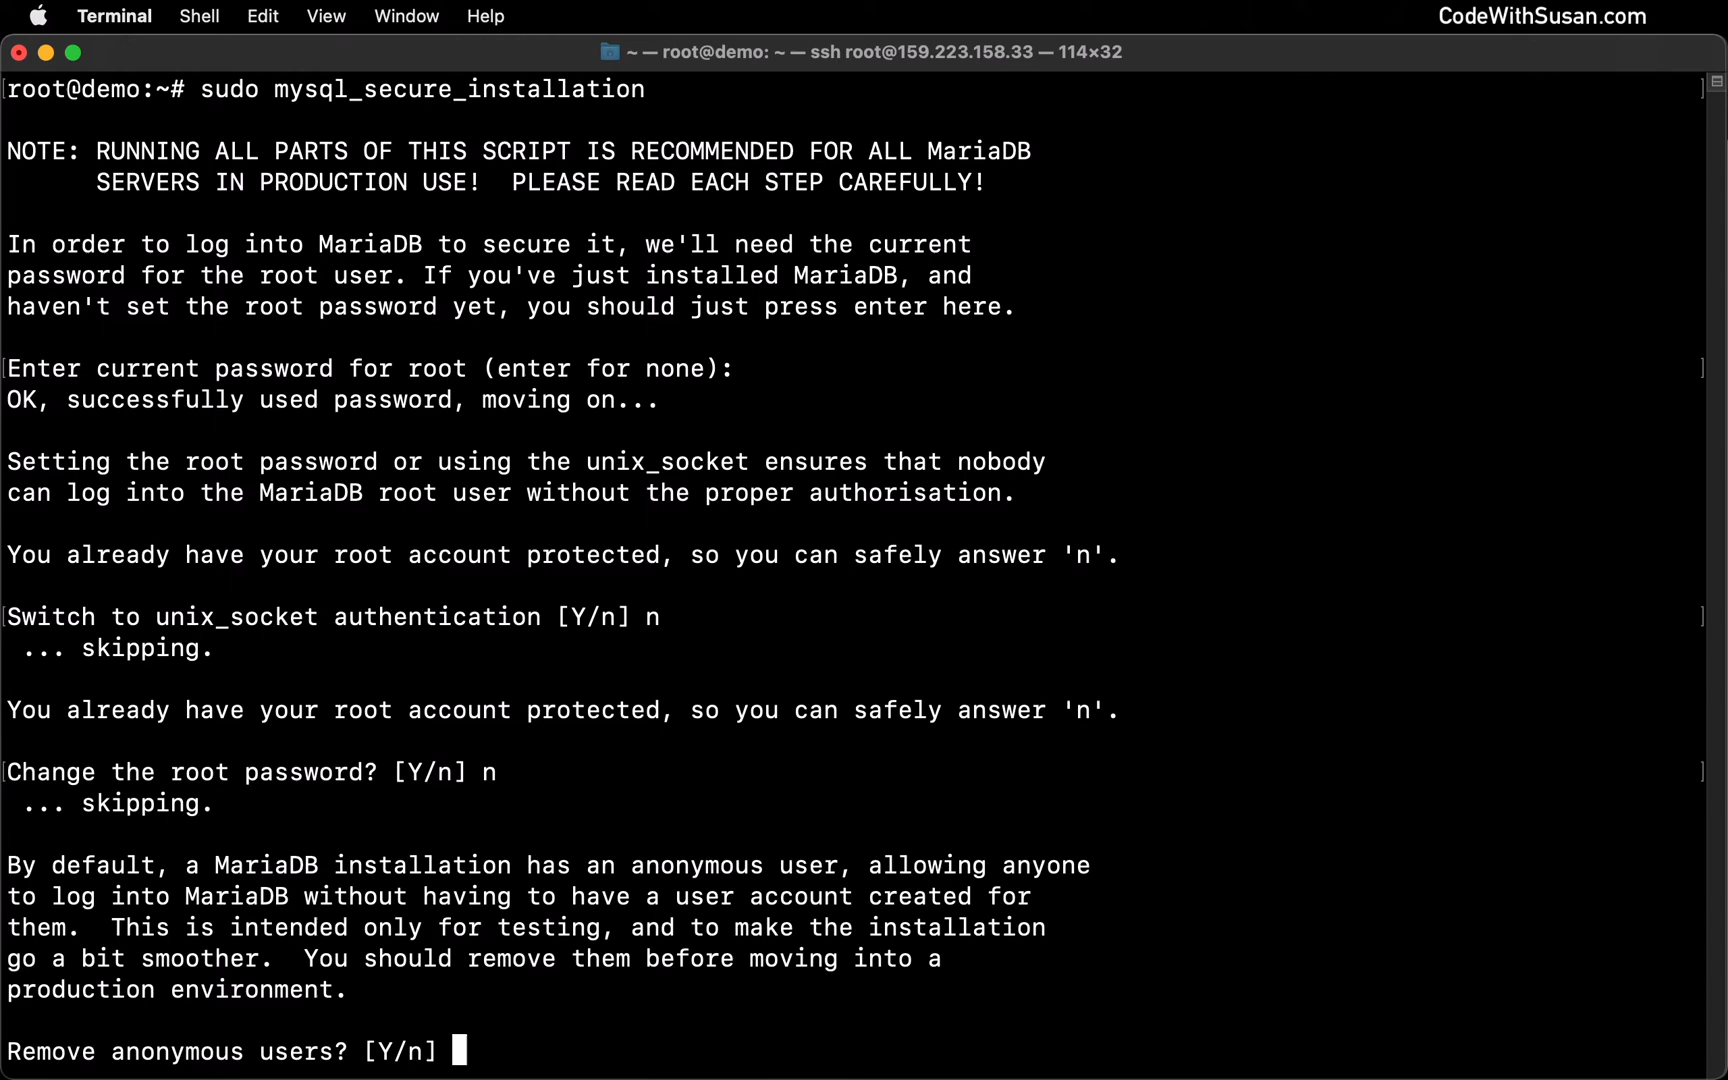 Terminal Shell Edit View Window Help CodeWithSusan.com
~ — root@demo: ~ — ssh root@159.223.158.33 — 114×32
root@demo:~# sudo mysql_secure_installation
NOTE: RUNNING ALL PARTS OF THIS SCRIPT IS RECOMMENDED FOR ALL MariaDB
SERVERS IN PRODUCTION USE!  PLEASE READ EACH STEP CAREFULLY!
In order to log into MariaDB to secure it, we'll need the current
password for the root user. If you've just installed MariaDB, and
haven't set the root password yet, you should just press enter here.
Enter current password for root (enter for none):
OK, successfully used password, moving on...
Setting the root password or using the unix_socket ensures that nobody
can log into the MariaDB root user without the proper authorisation.
You already have your root account protected, so you can safely answer 'n'.
Switch to unix_socket authentication [Y/n] n
... skipping.
You already have your root account protected, so you can safely answer 'n'.
Change the root password? [Y/n] n
... skipping.
By default, a MariaDB installation has an anonymous user, allowing anyone
to log into MariaDB without having to have a user account created for
them.  This is intended only for testing, and to make the installation
go a bit smoother.  You should remove them before moving into a
production environment.
Remove anonymous users? [Y/n]